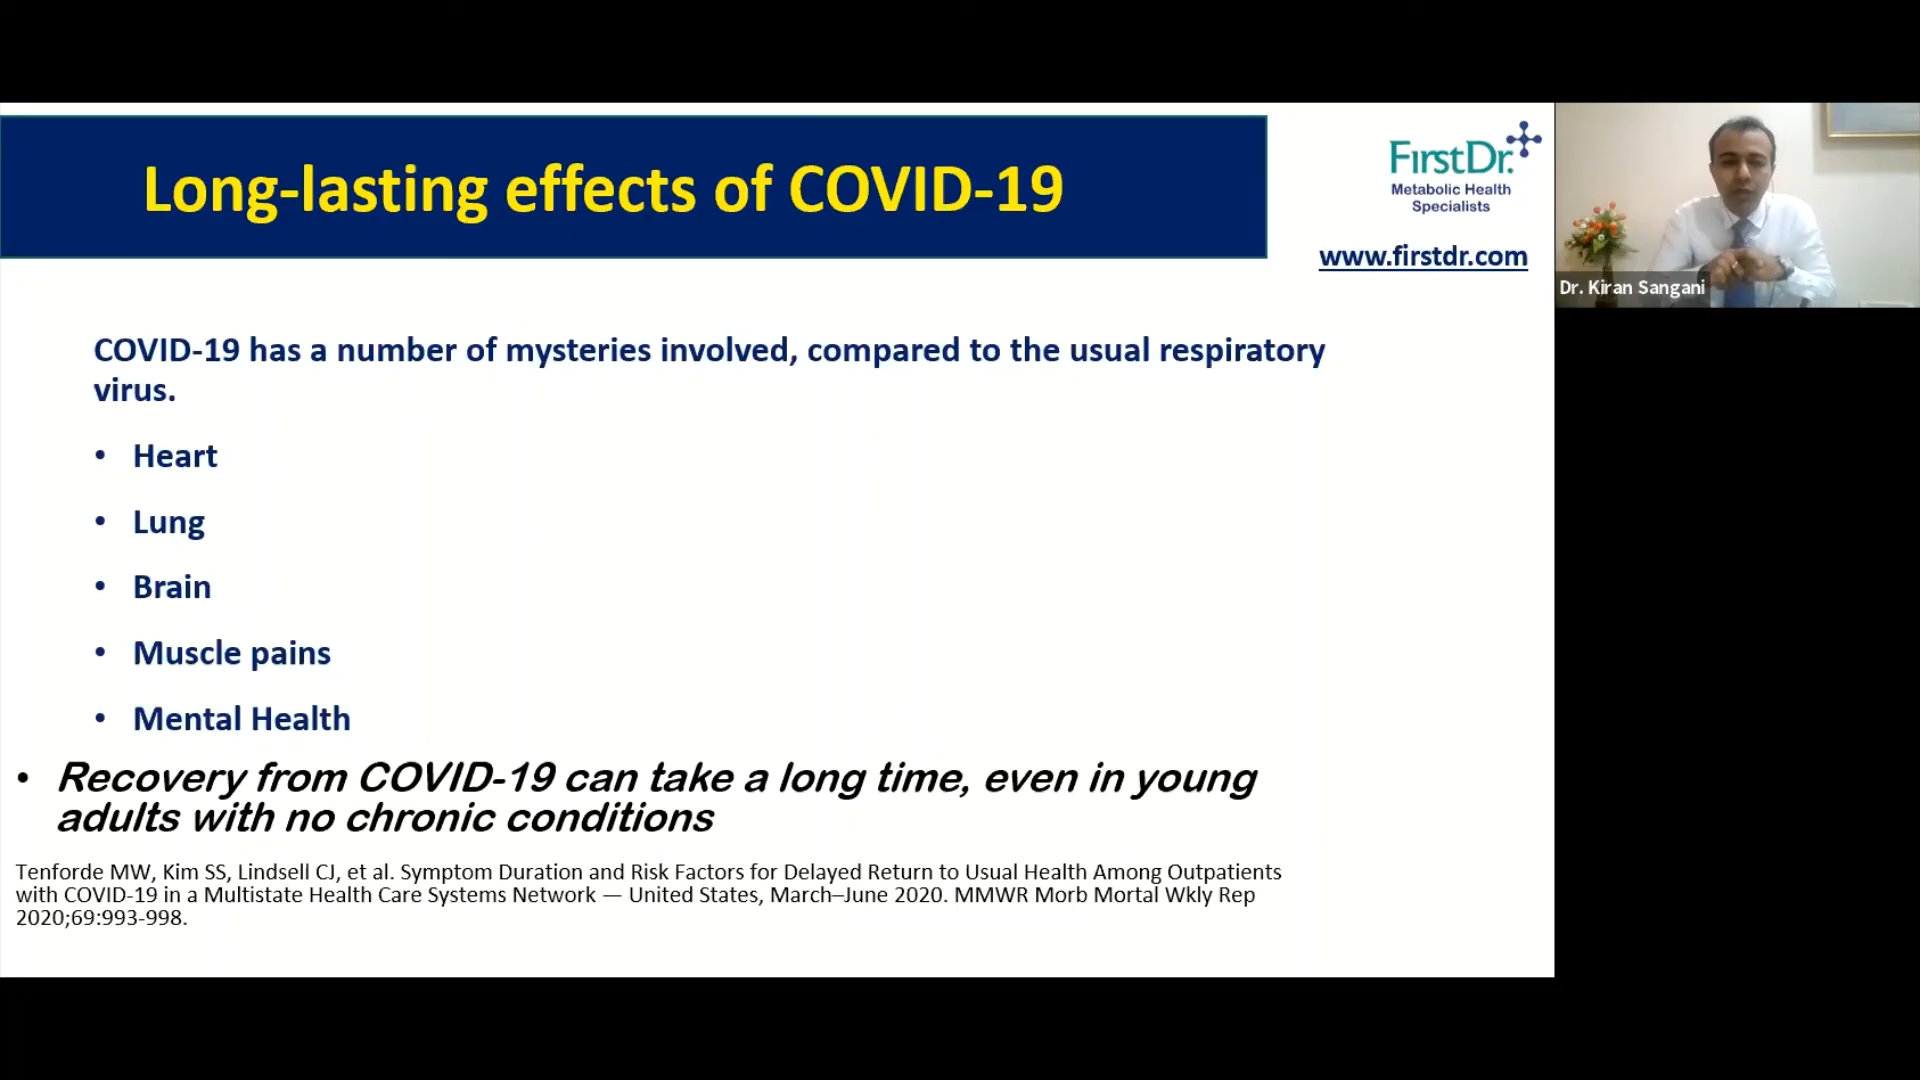 Long-lasting effects of COVID-19
FirstDr.
Metabolic Health
Specialists
www.firstdr.com
Dr. Kiran Sangani
COVID-19 has a number of mysteries involved, compared to the usual respiratory
virus.
• Heart
• Lung
• Brain
• Muscle pains
• Mental Health
• Recovery from COVID-19 can take a long time, even in young
adults with no chronic conditions
Tenforde MW, Kim SS, Lindsell CJ, et al. Symptom Duration and Risk Factors for Delayed Return to Usual Health Among Outpatients
with COVID-19 in a Multistate Health Care Systems Network — United States, March–June 2020. MMWR Morb Mortal Wkly Rep
2020;69:993-998.